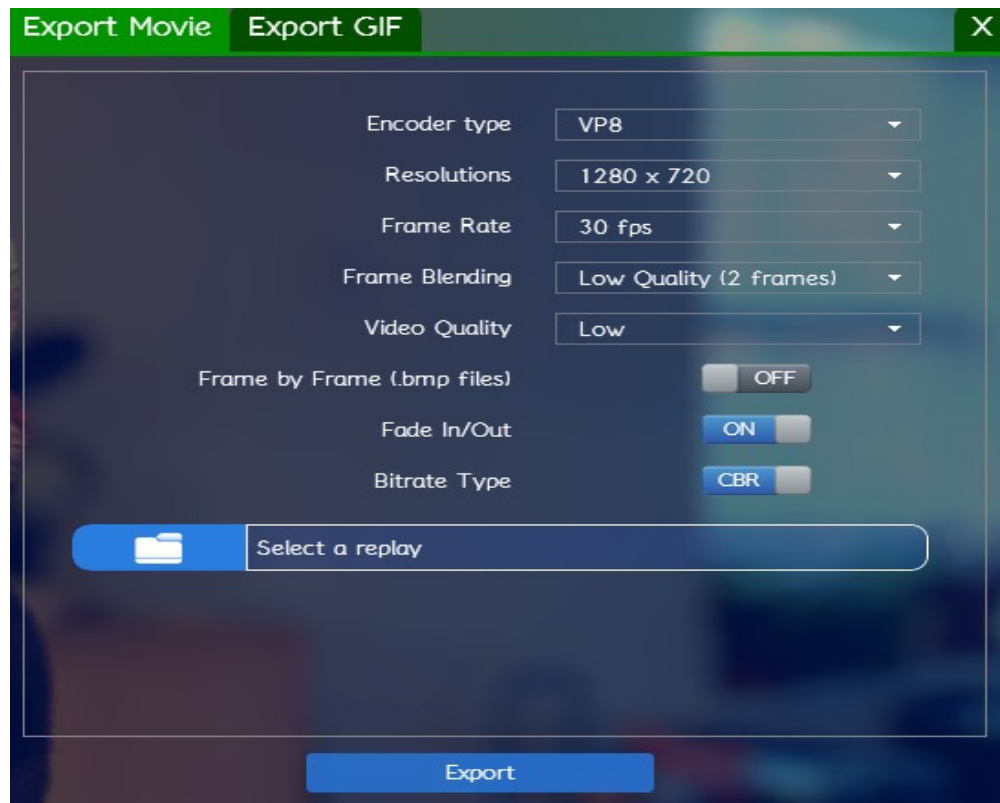 Export Movie Export GIF X
Encoder type VP8
Resolutions 1280 x 720
Frame Rate 30 fps
Frame Blending Low Quality (2 frames)
Video Quality Low
Frame by Frame (.bmp files) OFF
Fade In/Out ON
Bitrate Type CBR
Select a replay
Export